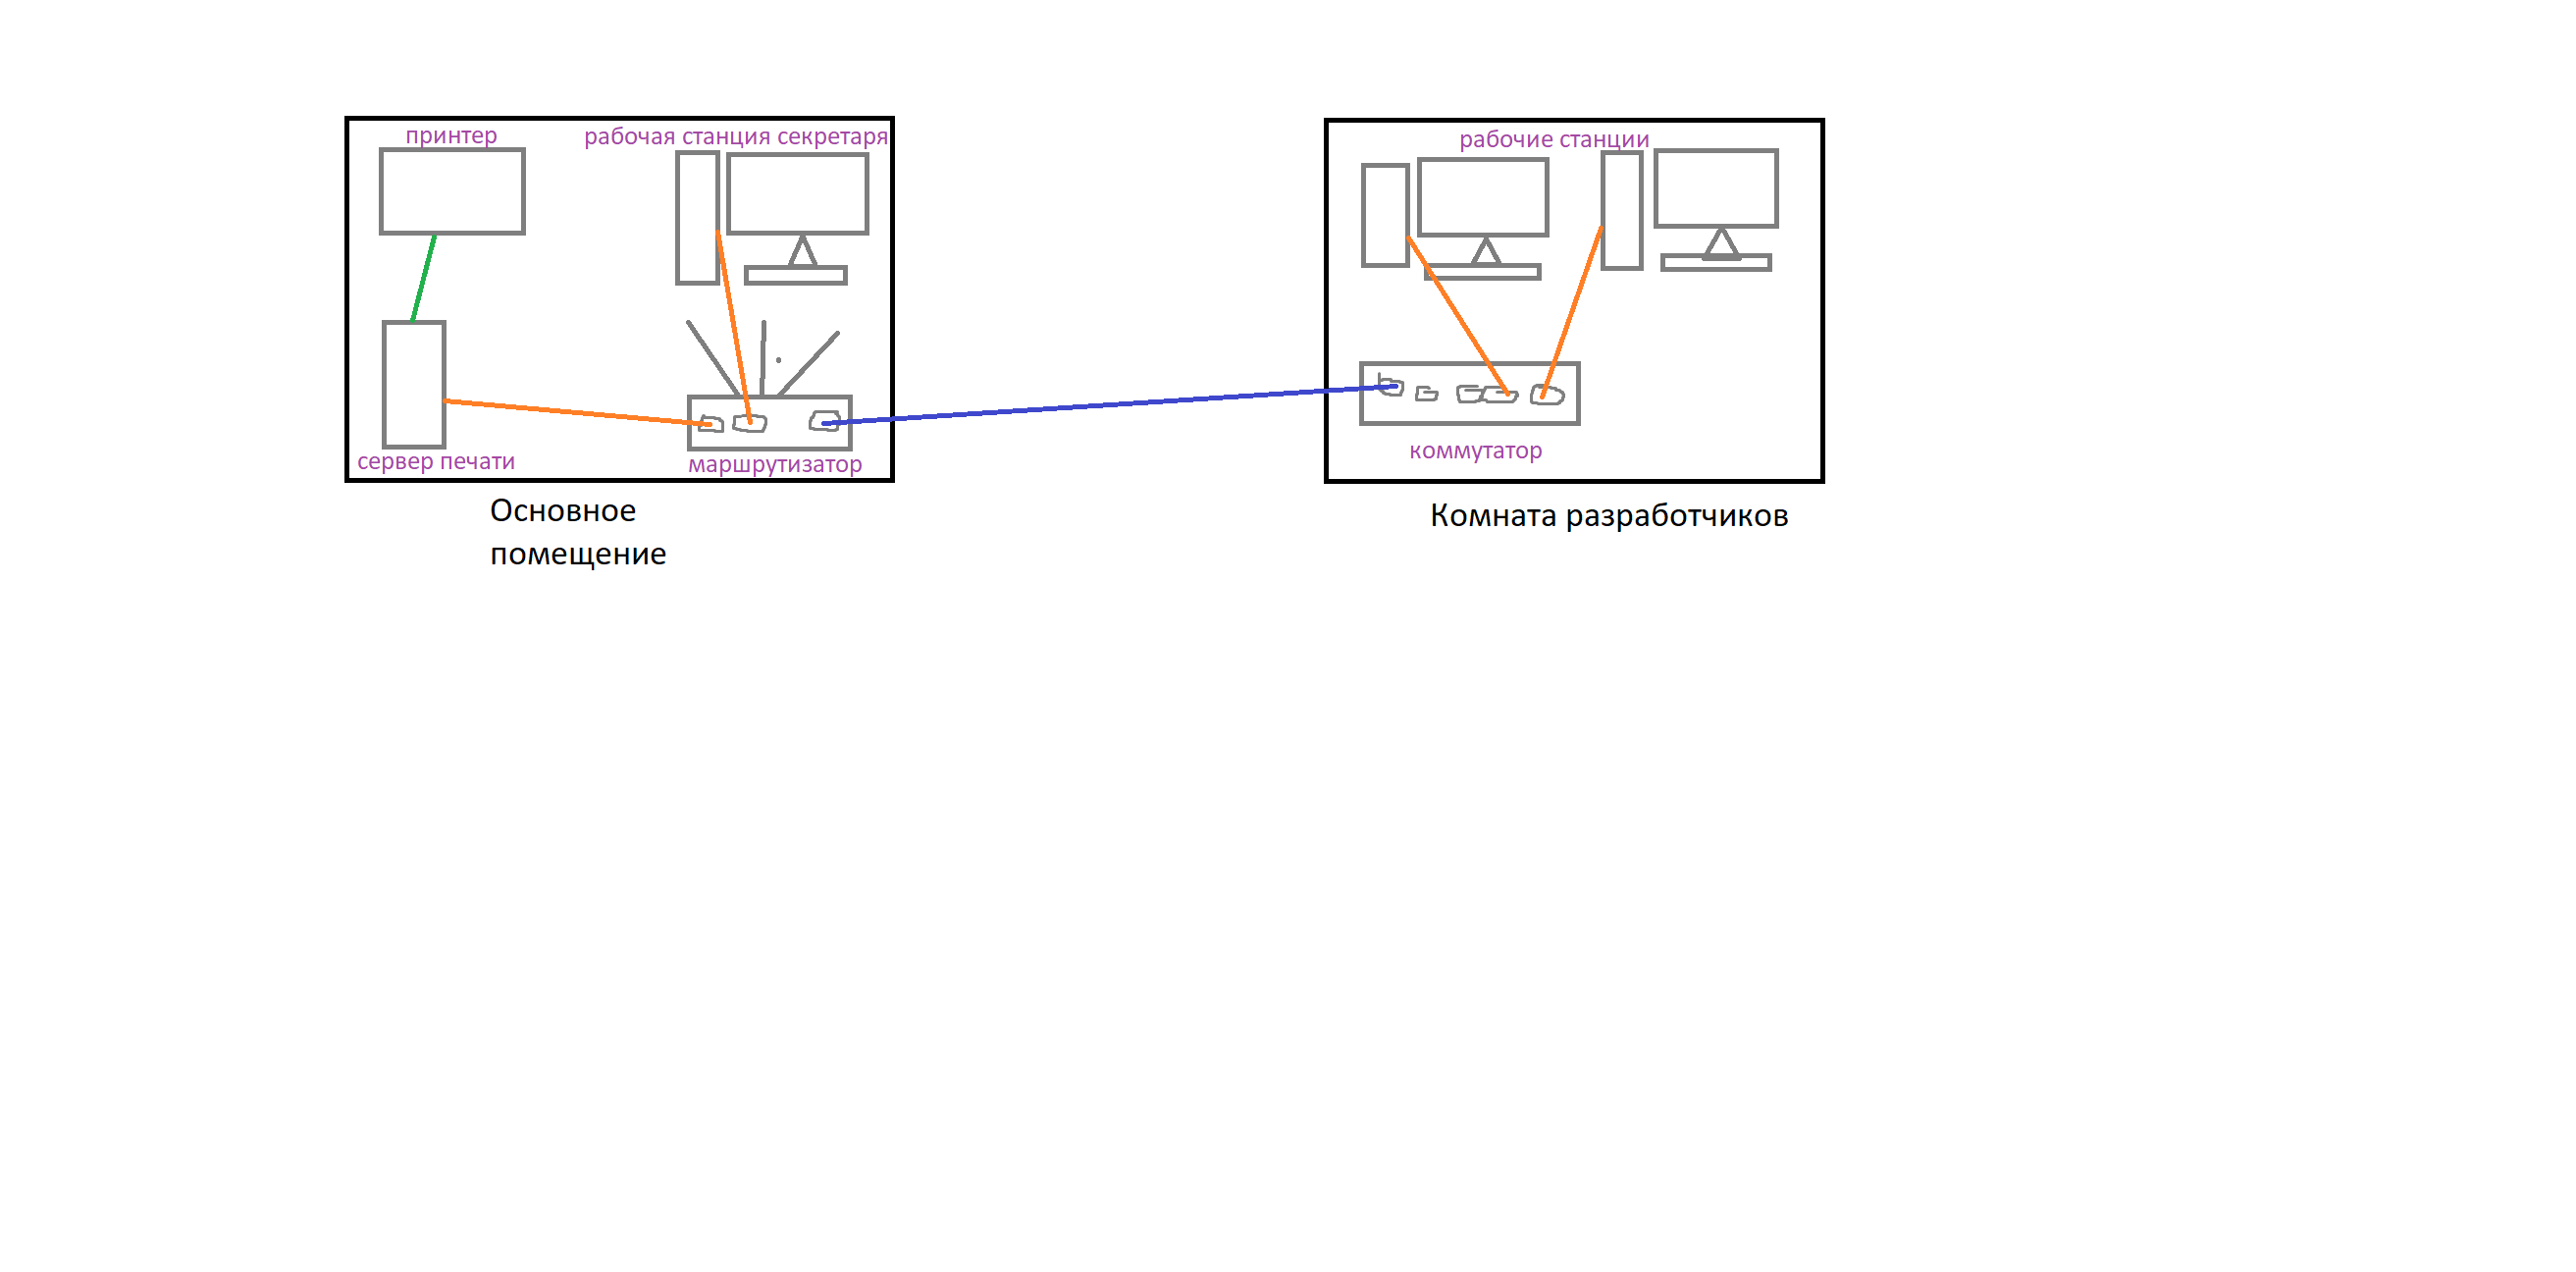 принтер
рабочая станция секретаря
сервер печати
маршрутизатор
Основное
помещение
рабочие станции
коммутатор
Комната разработчиков